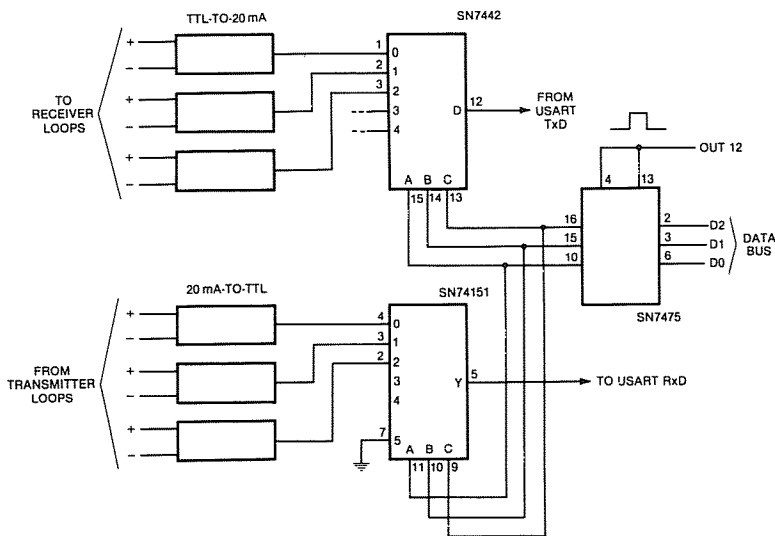 TTL-TO-20 mA
SN7442
+
−
+
−
+
−
TO
RECEIVER
LOOPS
1
2
3
0
1
2
3
4
D
12
FROM
USART
TxD
A B C
15 14 13
OUT 12
4 13
16
15
10
2
3
6
D2
D1
D0
DATA
BUS
SN7475
20 mA-TO-TTL
SN74151
+
−
+
−
+
−
FROM
TRANSMITTER
LOOPS
4
3
2
0
1
2
3
4
Y
5
TO USART RxD
7
5
A B C
11 10 9